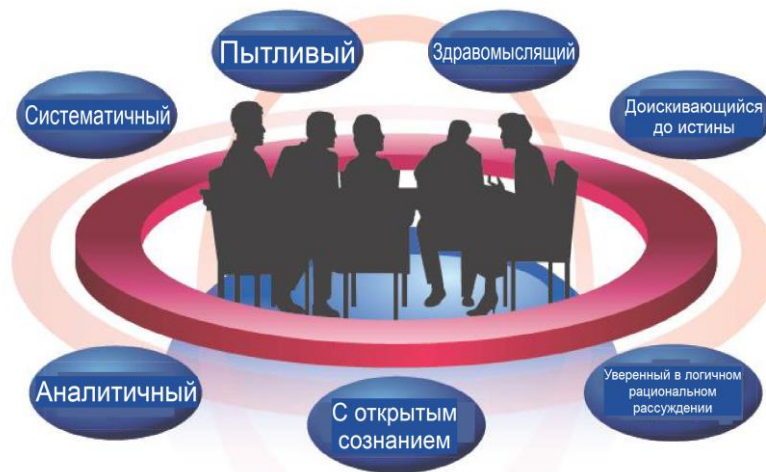 Пытливый
Здравомыслящий
Систематичный
Доискивающийся
до истины
Аналитичный
С открытым
сознанием
Уверенный в логичном
рациональном
рассуждении